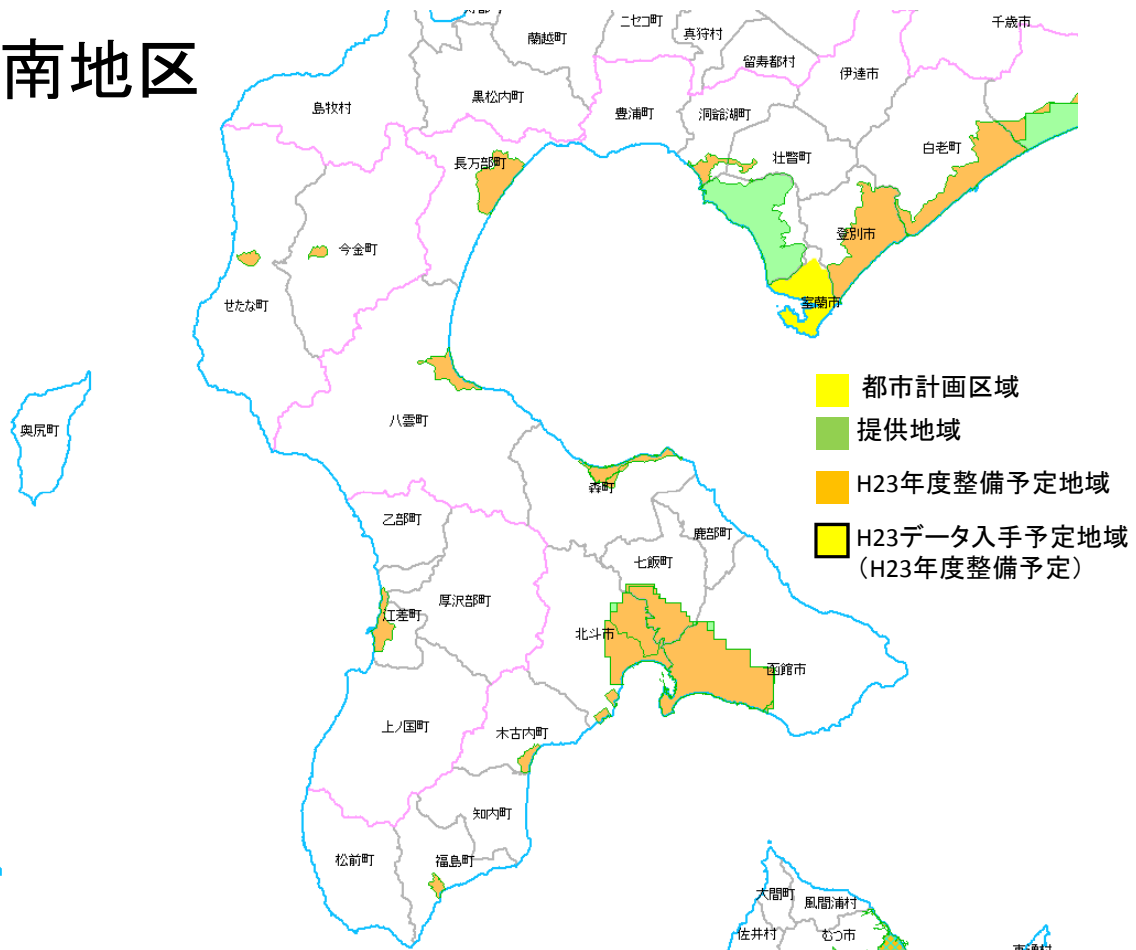 南地区
ニセコ町
千歳市
真狩村
蘭越町
留寿都村
伊達市
黒松内町
島牧村
豊浦町
洞爺湖町
白老町
長万部町
壮瞥町
登別市
今金町
せたな町
室蘭市
都市計画区域
提供地域
H23年度整備予定地域
H23データ入手予定地域
（H23年度整備予定）
八雲町
奥尻町
森町
乙部町
鹿部町
七飯町
厚沢部町
江差町
北斗市
函館市
上ノ国町
木古内町
知内町
松前町
福島町
大間町
風間浦村
佐井村
むつ市